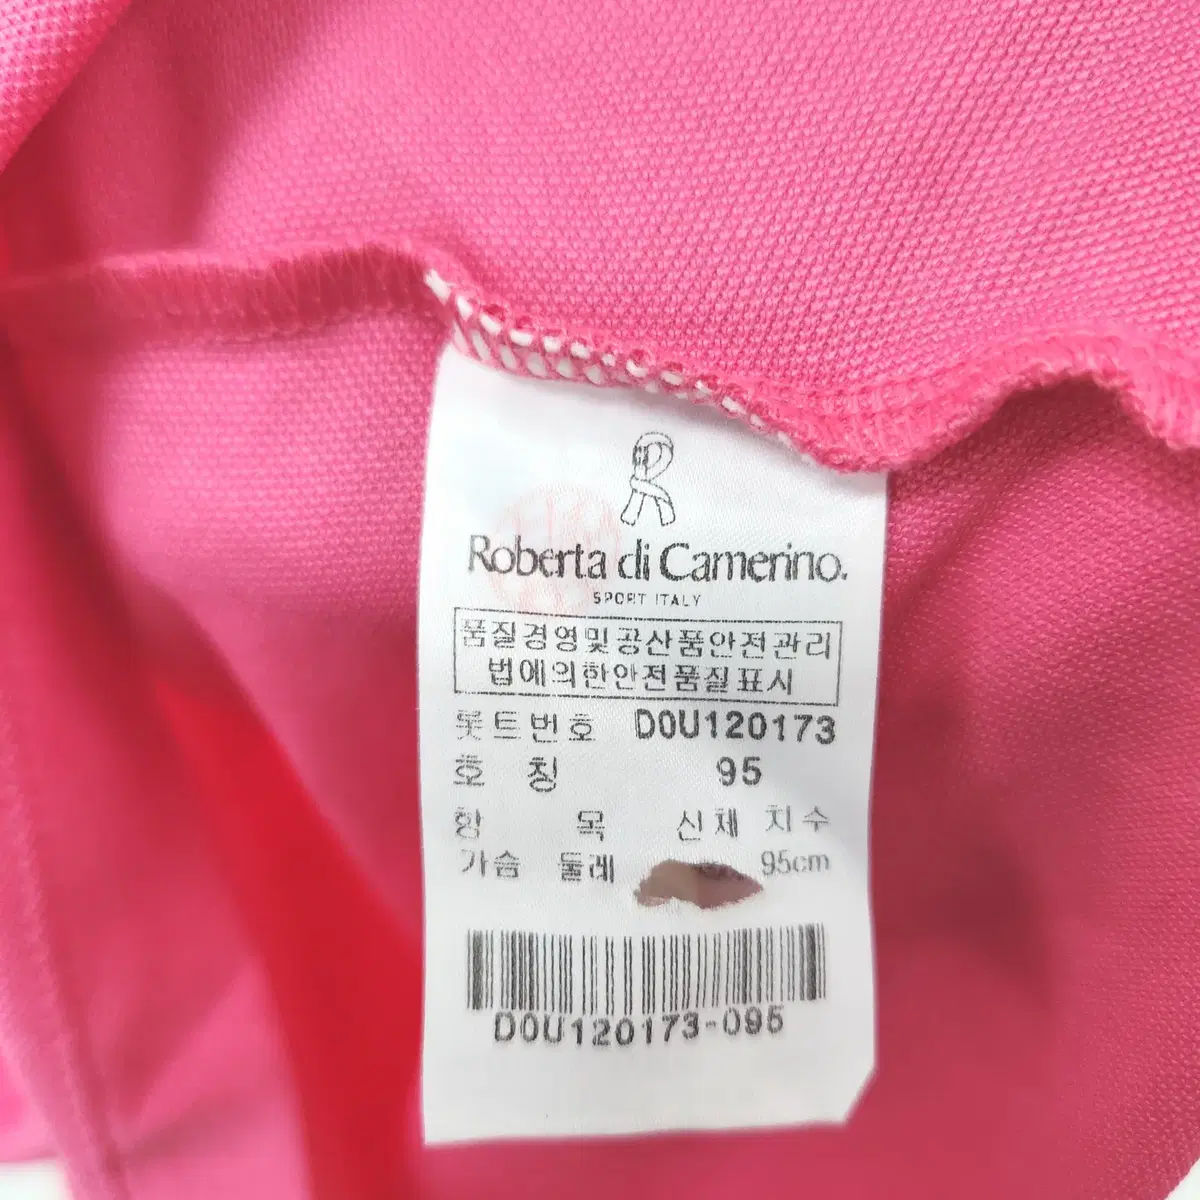 R
Roberta di Camerino.
SPORT ITALY
품질경영및공산품안전관리
법에의한안전품질표시
롯트번호 D0U120173
호 칭 95
항 목 신체 치수
가슴 둘레 95cm
D0U120173-095